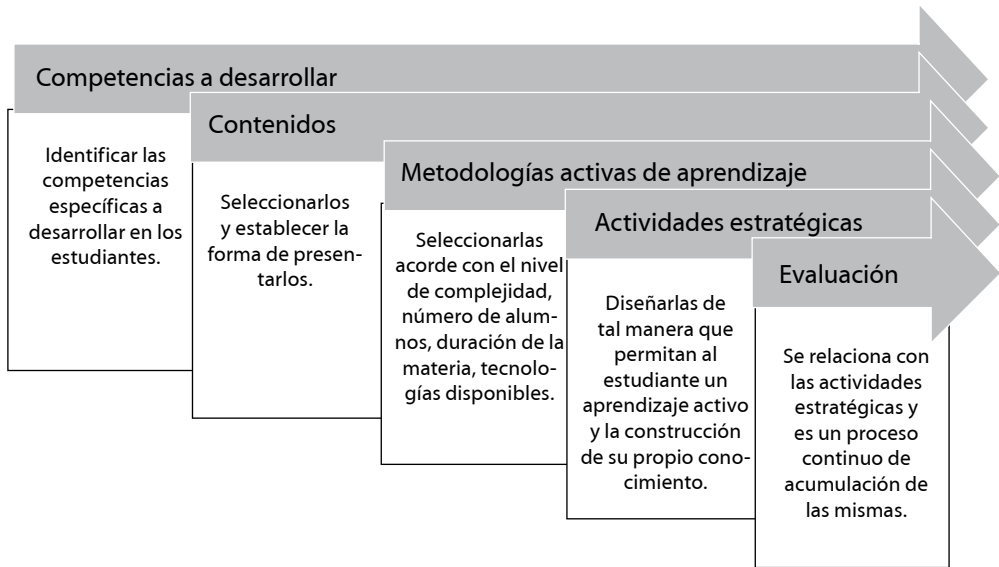 Competencias a desarrollar
Identificar las
competencias
específicas a
desarrollar en los
estudiantes.
Contenidos
Seleccionarlos
y establecer la
forma de presen-
tarlos.
Metodologías activas de aprendizaje
Seleccionarlas
acorde con el nivel
de complejidad,
número de alum-
nos, duración de la
materia, tecnolo-
gías disponibles.
Actividades estratégicas
Diseñarlas de
tal manera que
permitan al
estudiante un
aprendizaje activo
y la construcción
de su propio cono-
cimiento.
Evaluación
Se relaciona con
las actividades
estratégicas y
es un proceso
continuo de
acumulación de
las mismas.